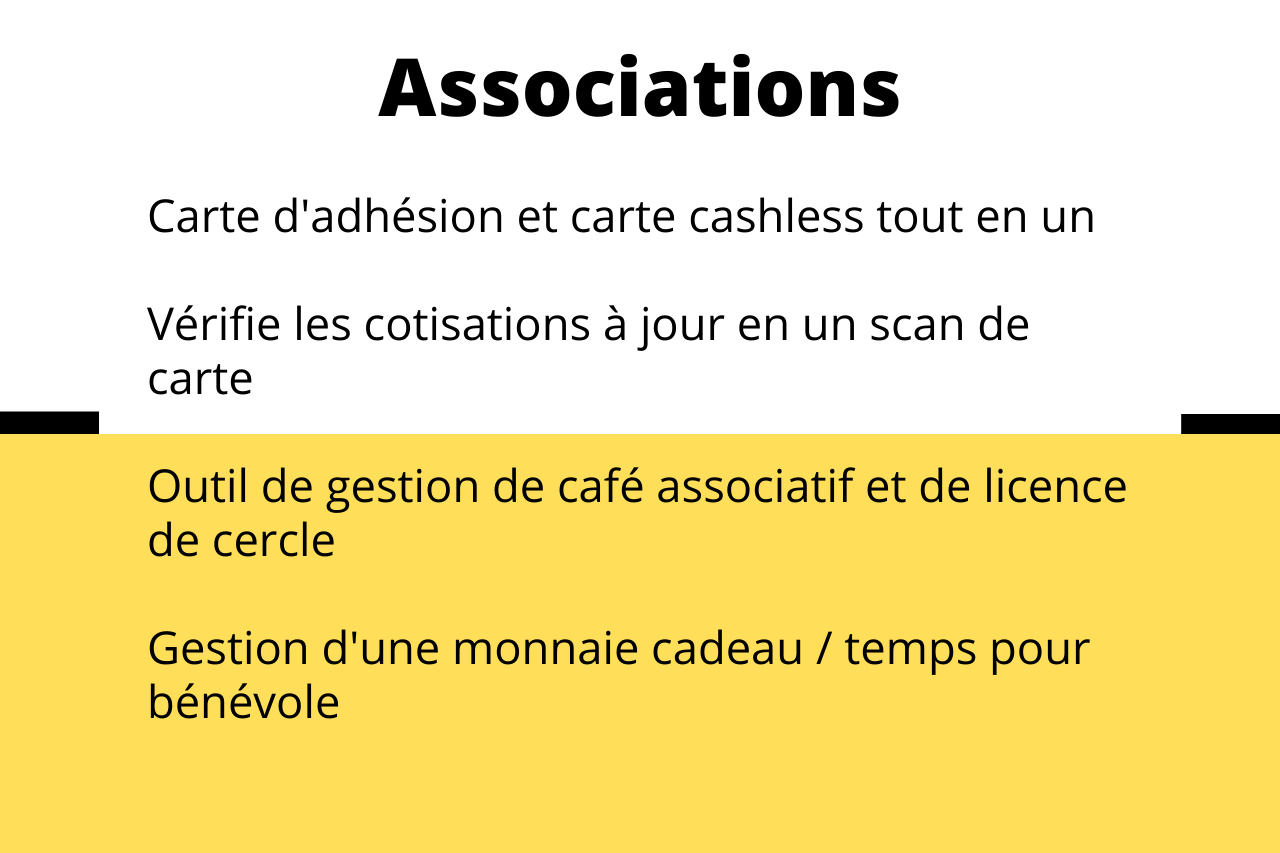 Associations
Carte d'adhésion et carte cashless tout en un
Vérifie les cotisations à jour en un scan de
carte
Outil de gestion de café associatif et de licence
de cercle
Gestion d'une monnaie cadeau / temps pour
bénévole